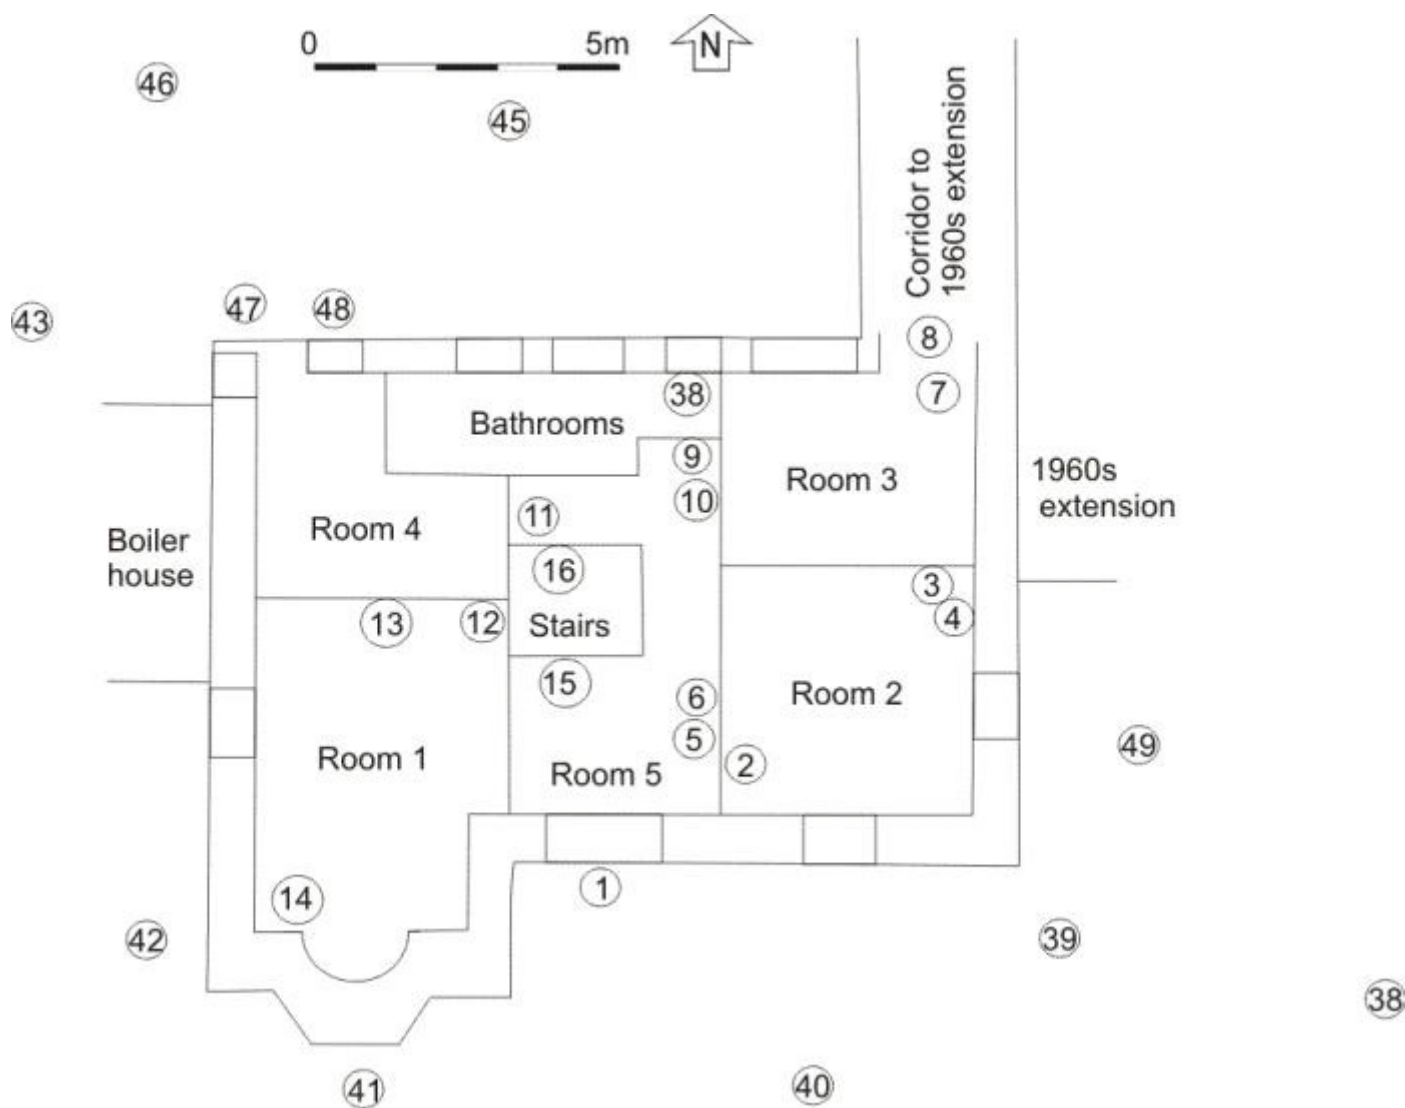 0 5m N
46
45
Corridor to
1960s extension
47 48
43
8
38 7
Bathrooms
9
Room 3
10
1960s
extension
11
Room 4
Boiler
house
16
3
4
13 12 Stairs
15 6 Room 2
5
49
Room 1 2
Room 5
1
14
42 39
38
41 40